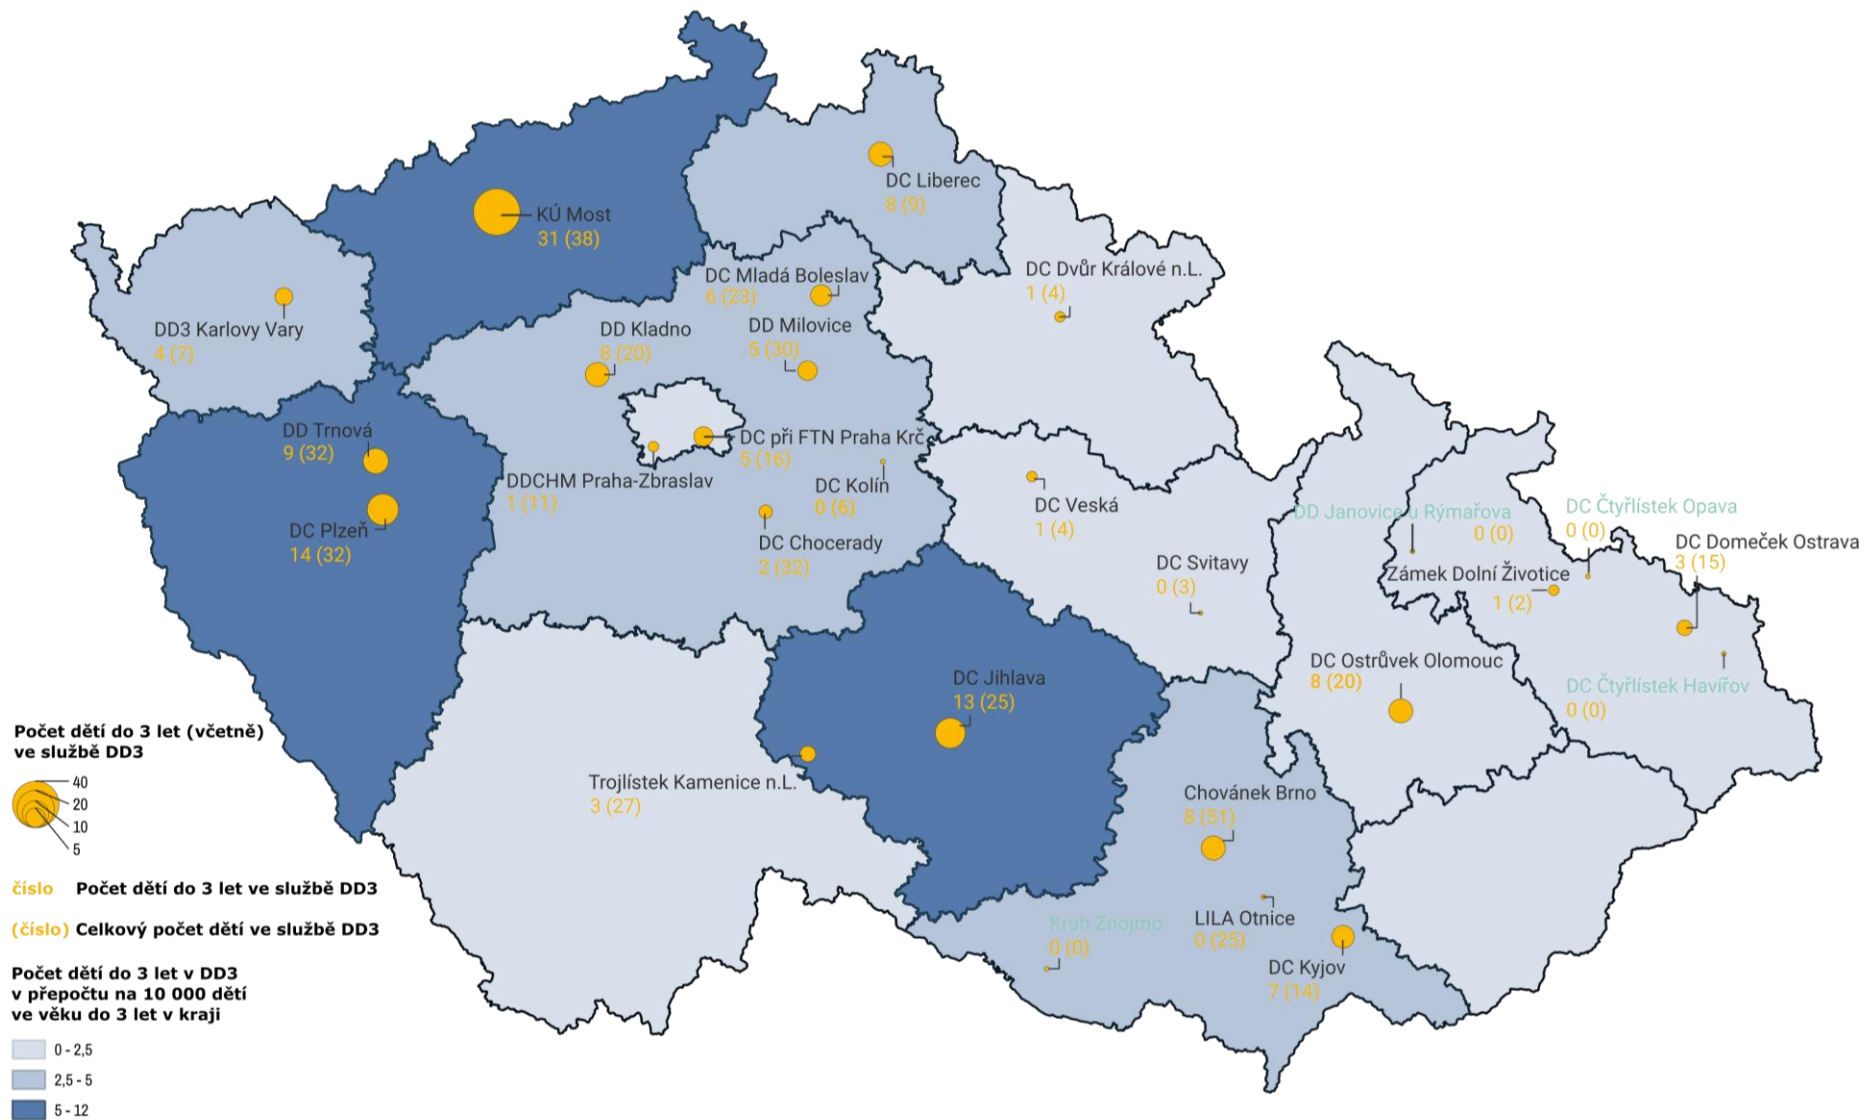 DC Liberec
8 (9)
KÚ Most
31 (38)
DC Mladá Boleslav
6 (23)
DC Dvůr Králové n.L.
1 (4)
DD3 Karlovy Vary
4 (7)
DD Kladno
8 (20)
DD Milovice
5 (30)
DD Trnová
9 (32)
DC při FTN Praha Krč
5 (16)
DDCHM Praha-Zbraslav
1 (11)
DC Kolín
0 (6)
DC Plzeň
14 (32)
DC Chocerady
2 (32)
DC Veská
1 (4)
DC Svitavy
0 (3)
DD Janovice u Rýmařova
0 (0)
DC Čtyřlístek Opava
0 (0)
DC Domeček Ostrava
3 (15)
Zámek Dolní Životice
1 (2)
DC Ostrůvek Olomouc
8 (20)
DC Čtyřlístek Havířov
0 (0)
DC Jihlava
13 (25)
Trojlístek Kamenice n.L.
3 (27)
Chovánek Brno
8 (51)
Kruh Znojmo
0 (0)
LILA Otnice
0 (25)
DC Kyjov
7 (14)
Počet dětí do 3 let (včetně)
ve službě DD3
40
20
10
5
číslo Počet dětí do 3 let ve službě DD3
(číslo) Celkový počet dětí ve službě DD3
Počet dětí do 3 let v DD3
v přepočtu na 10 000 dětí
ve věku do 3 let v kraji
0 - 2,5
2,5 - 5
5 - 12